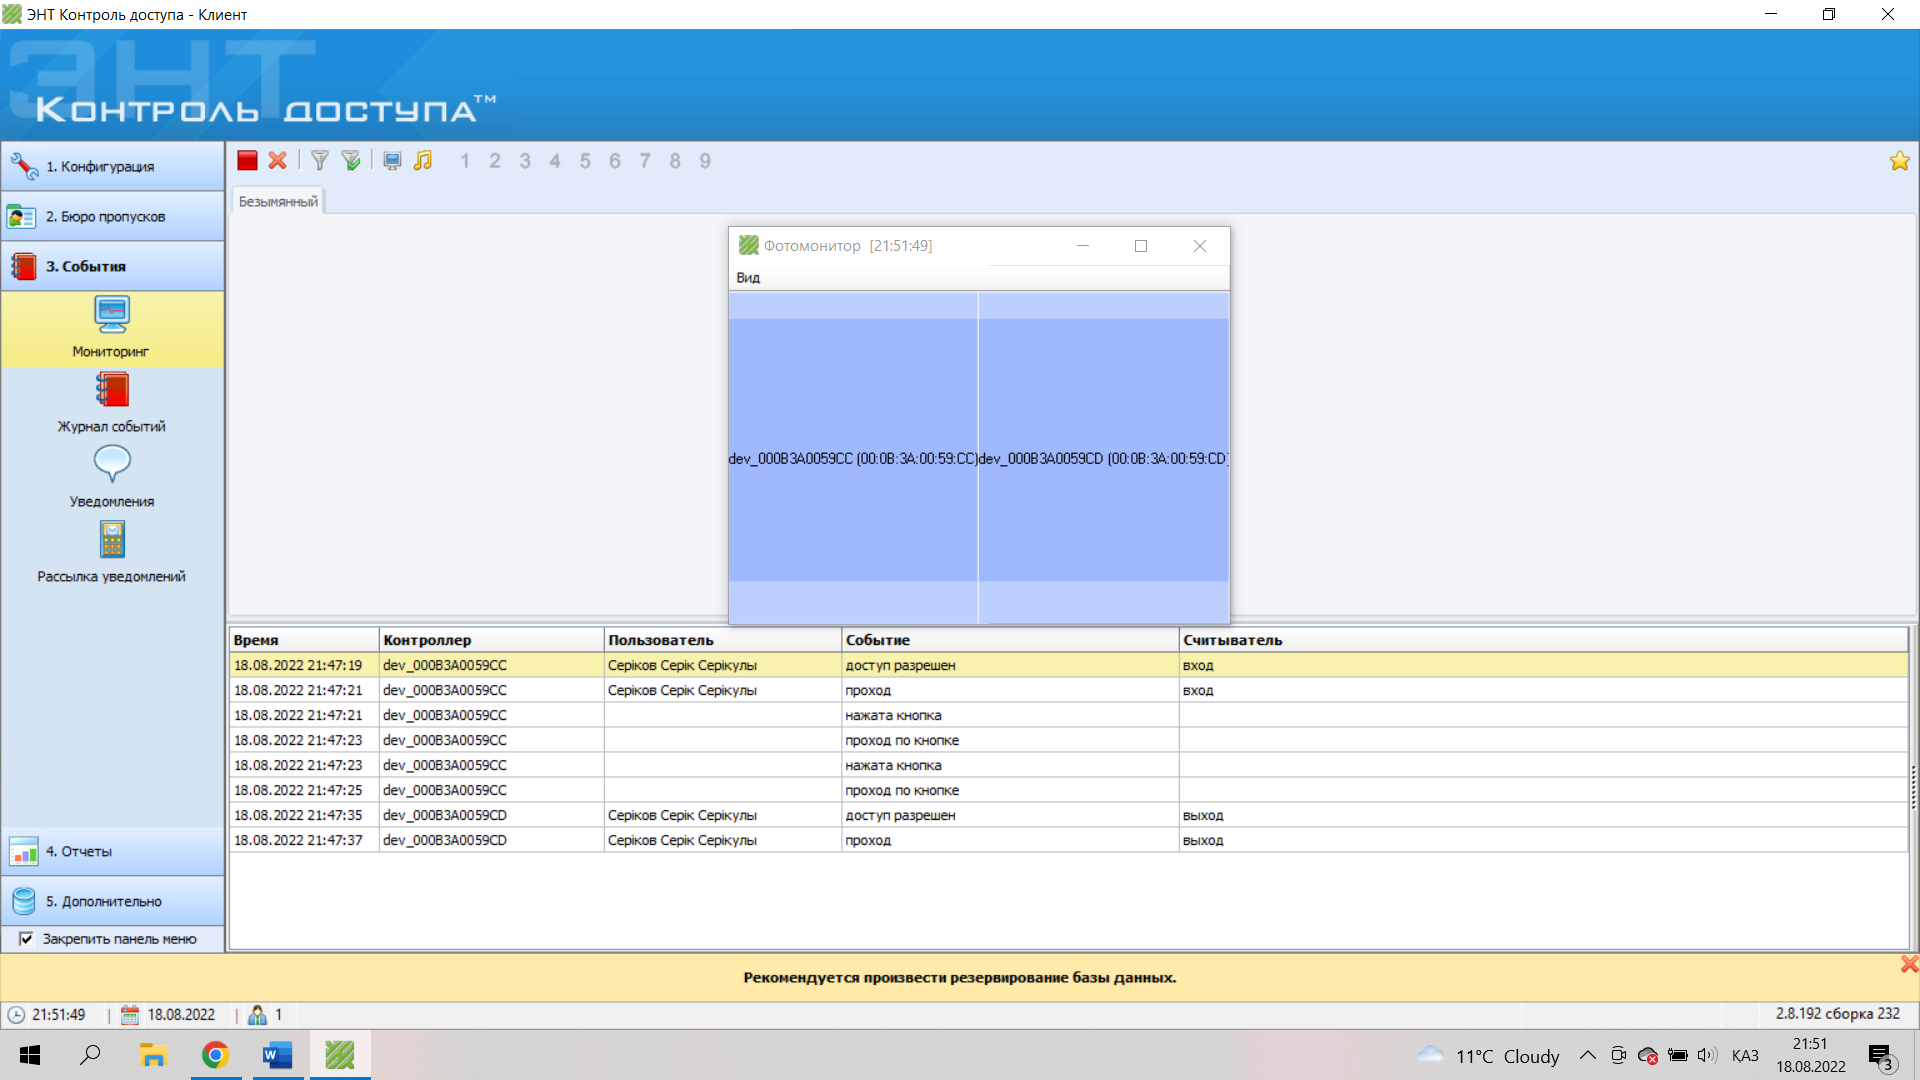 ЭНТ Контроль доступа - Клиент
ЭНТ
Контроль доступа™
1. Конфигурация
2. Бюро пропусков
3. События
Мониторинг
Журнал событий
Уведомления
Рассылка уведомлений
4. Отчеты
5. Дополнительно
Закрепить панель меню
1 2 3 4 5 6 7 8 9
Безымянный
Фотомонитор [21:51:49]
Вид
dev_000B3A0059CC (00:0B:3A:00:59:CC)
dev_000B3A0059CD (00:0B:3A:00:59:CD)
Время Контроллер Пользователь Событие Считыватель
18.08.2022 21:47:19 dev_000B3A0059CC Серіков Серік Серікулы доступ разрешен вход
18.08.2022 21:47:21 dev_000B3A0059CC Серіков Серік Серікулы проход вход
18.08.2022 21:47:21 dev_000B3A0059CC нажата кнопка
18.08.2022 21:47:23 dev_000B3A0059CC проход по кнопке
18.08.2022 21:47:23 dev_000B3A0059CC нажата кнопка
18.08.2022 21:47:25 dev_000B3A0059CC проход по кнопке
18.08.2022 21:47:35 dev_000B3A0059CD Серіков Серік Серікулы доступ разрешен выход
18.08.2022 21:47:37 dev_000B3A0059CD Серіков Серік Серікулы проход выход
Рекомендуется произвести резервирование базы данных.
21:51:49 | 18.08.2022 | 1
2.8.192 сборка 232
11°C Cloudy
ҚАЗ
21:51
18.08.2022
3